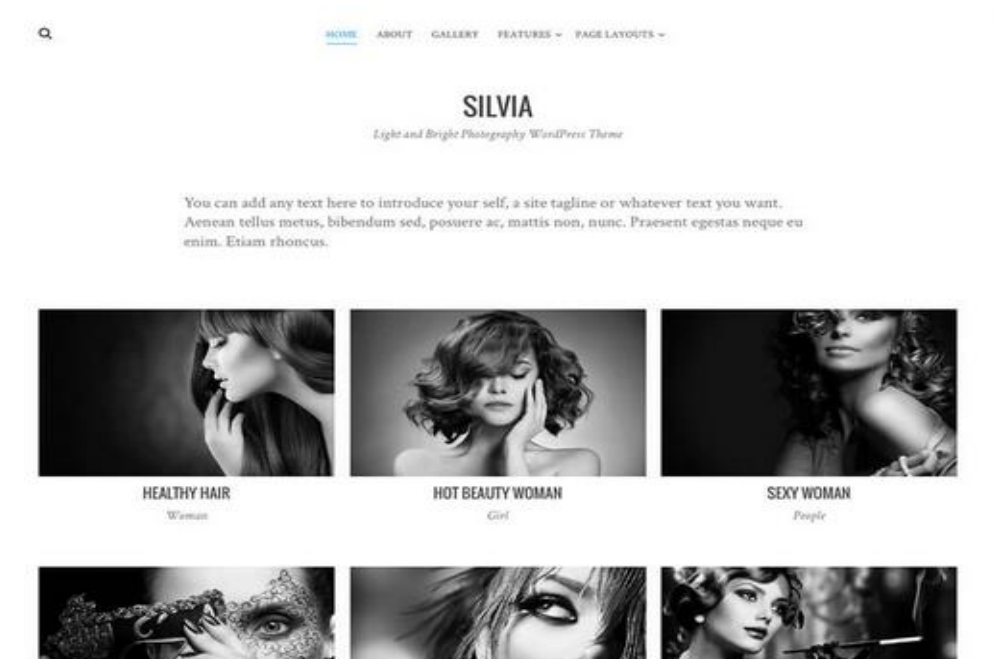 HOME ABOUT GALLERY FEATURES PAGE LAYOUTS
SILVIA
Light and Bright Photography WordPress Theme
You can add any text here to introduce your self, a site tagline or whatever text you want.
Aenean tellus metus, bibendum sed, posuere ac, mattis non, nunc. Praesent egestas neque eu
enim. Etiam rhoncus.
HEALTHY HAIR HOT BEAUTY WOMAN SEXY WOMAN
Woman Girl People